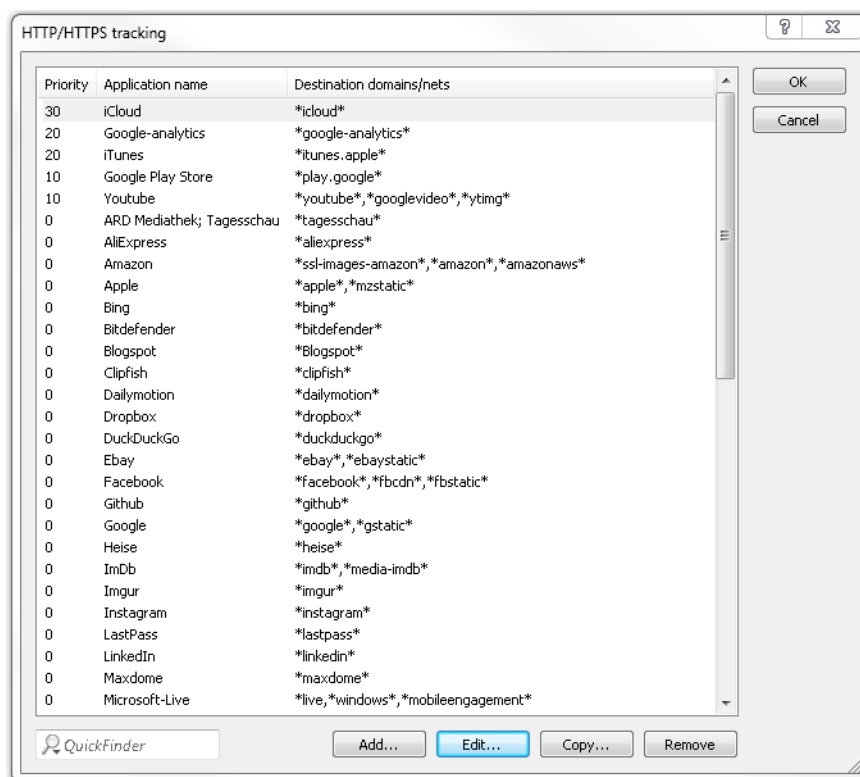 HTTP/HTTPS tracking
Priority Application name Destination domains/nets
30 iCloud *icloud*
20 Google-analytics *google-analytics*
20 iTunes *itunes.apple*
10 Google Play Store *play.google*
10 Youtube *youtube*,*googlevideo*,*ytimg*
0 ARD Mediathek; Tagesschau *tagesschau*
0 AliExpress *aliexpress*
0 Amazon *ssl-images-amazon*,*amazon*,*amazonaws*
0 Apple *apple*,*mzstatic*
0 Bing *bing*
0 Bitdefender *bitdefender*
0 Blogspot *Blogspot*
0 Clipfish *clipfish*
0 Dailymotion *dailymotion*
0 Dropbox *dropbox*
0 DuckDuckGo *duckduckgo*
0 Ebay *ebay*,*ebaystatic*
0 Facebook *facebook*,*fbcdn*,*fbstatic*
0 Github *github*
0 Google *google*,*gstatic*
0 Heise *heise*
0 ImDb *imdb*,*media-imdb*
0 Imgur *imgur*
0 Instagram *instagram*
0 LastPass *lastpass*
0 LinkedIn *linkedin*
0 Maxdome *maxdome*
0 Microsoft-Live *live,*windows*,*mobileengagement*
OK
Cancel
QuickFinder Add... Edit... Copy... Remove